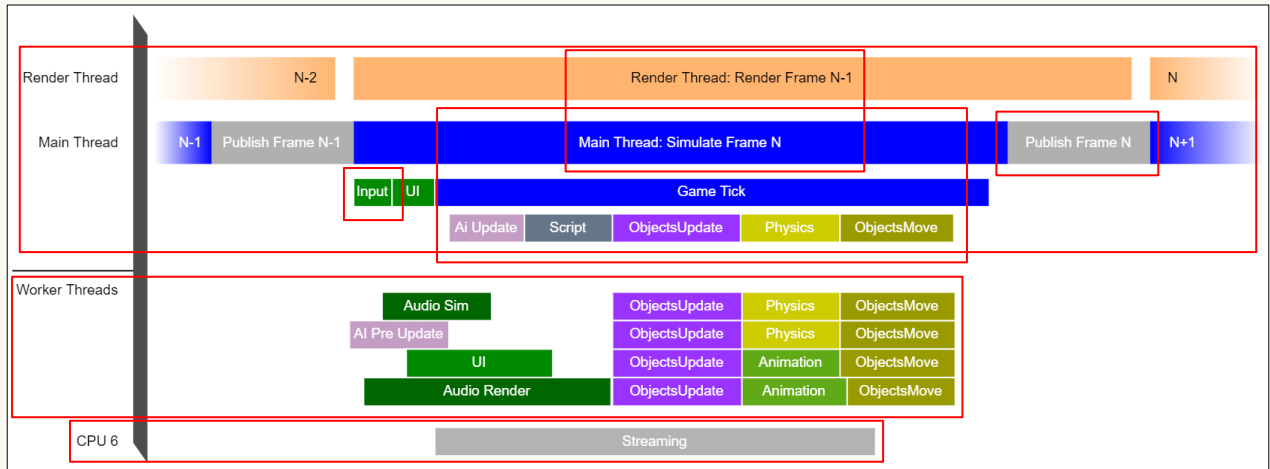 Render Thread
N-2
Render Thread: Render Frame N-1
N
Main Thread
N-1
Publish Frame N-1
Main Thread: Simulate Frame N
Publish Frame N
N+1
Input
UI
Game Tick
Ai Update
Script
ObjectsUpdate
Physics
ObjectsMove
Worker Threads
Audio Sim
ObjectsUpdate
Physics
ObjectsMove
AI Pre Update
ObjectsUpdate
Physics
ObjectsMove
UI
ObjectsUpdate
Animation
ObjectsMove
Audio Render
ObjectsUpdate
Animation
ObjectsMove
CPU 6
Streaming